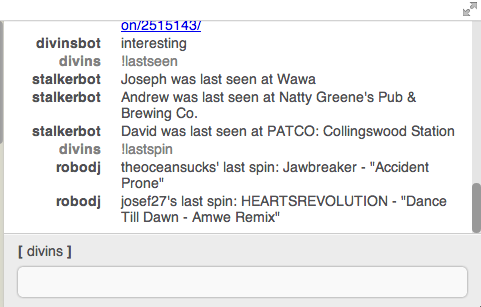 on/2515143/
divinsbot interesting
divins !lastseen
stalkerbot Joseph was last seen at Wawa
stalkerbot Andrew was last seen at Natty Greene's Pub &
Brewing Co.
stalkerbot David was last seen at PATCO: Collingswood Station
divins !lastspin
robodj theoceansucks' last spin: Jawbreaker - "Accident
Prone"
robodj josef27's last spin: HEARTSREVOLUTION - "Dance
Till Dawn - Amwe Remix"
[ divins ]